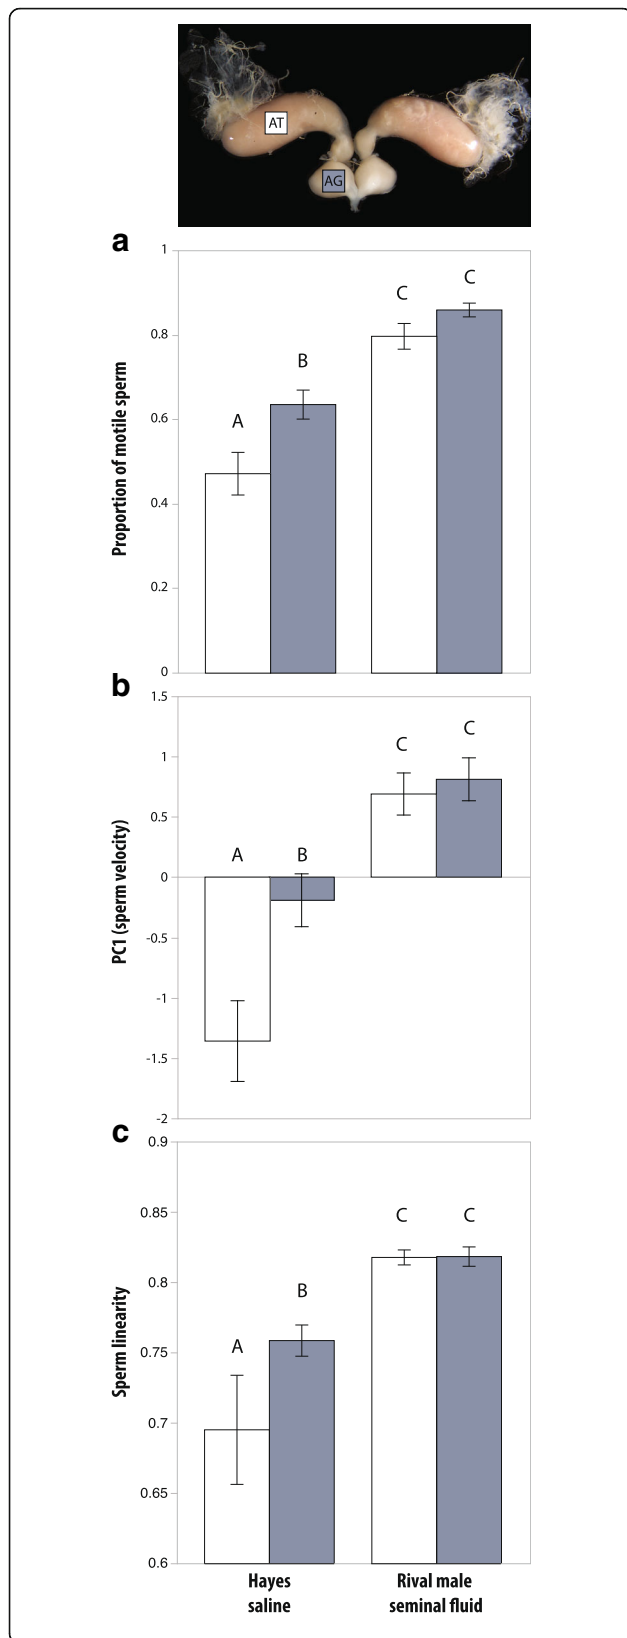 AT
AG
a
1
0.8
0.6
0.4
0.2
0
Proportion of motile sperm
A
B
C
C
b
1.5
1
0.5
0
-0.5
-1
-1.5
-2
PC1 (sperm velocity)
A
B
C
C
c
0.9
0.85
0.8
0.75
0.7
0.65
0.6
Sperm linearity
A
B
C
C
Hayes
saline
Rival male
seminal fluid